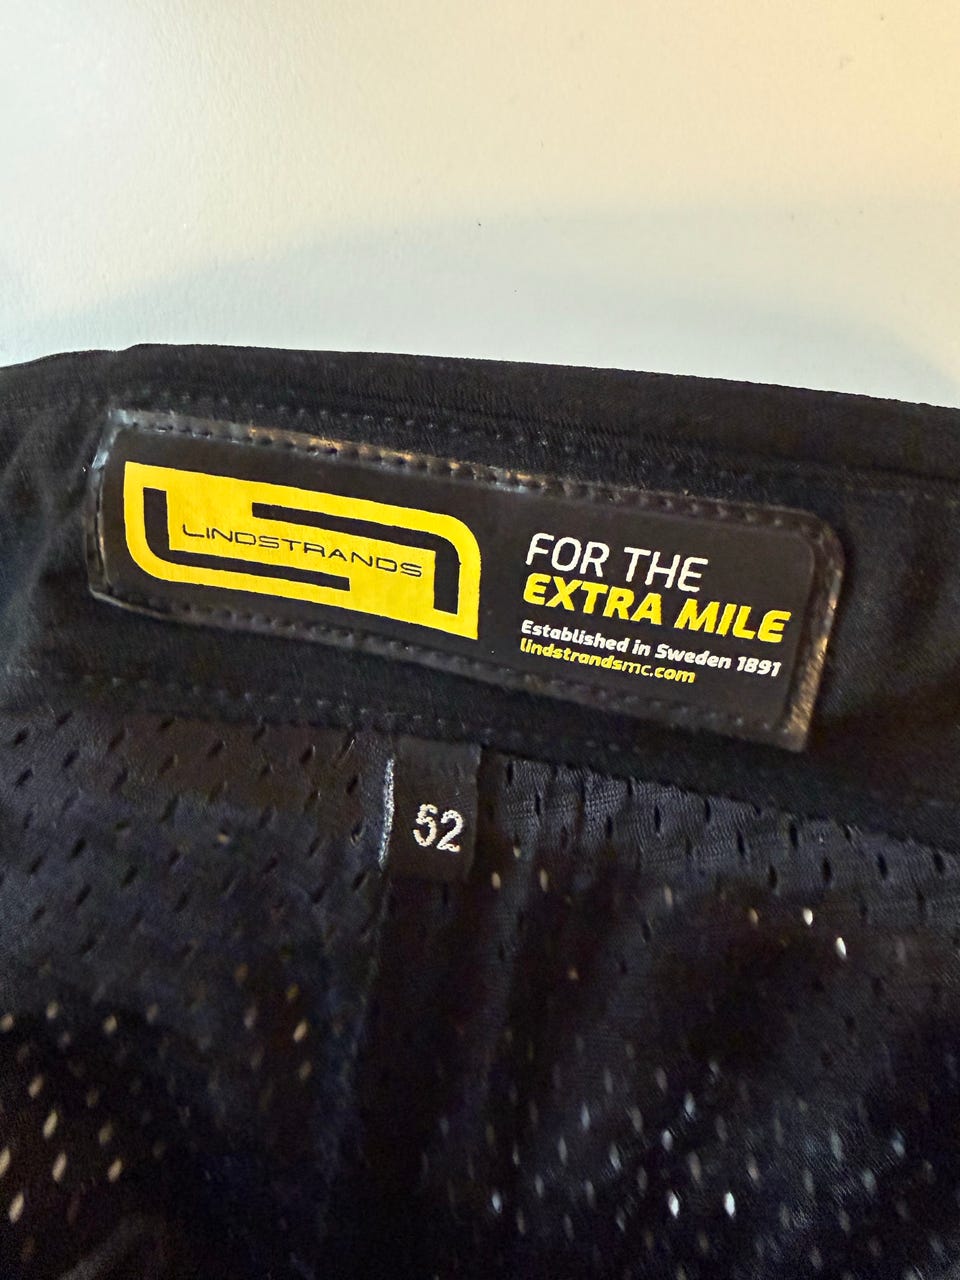 LINDSTRANDS
FOR THE
EXTRA MILE
Established in Sweden 1891
lindstrandsmc.com
52